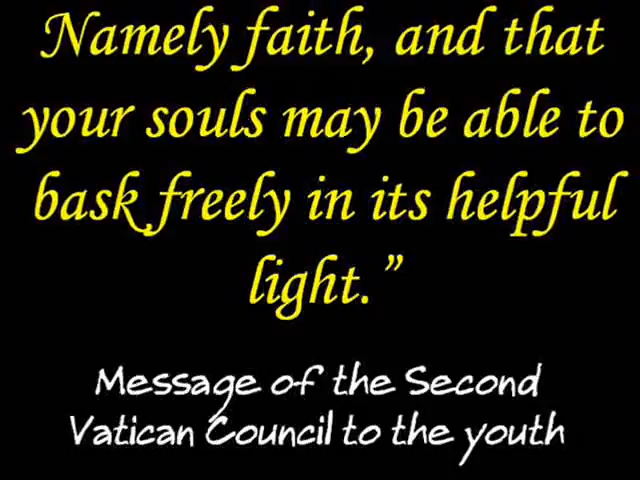 Namely faith, and that
your souls may be able to
bask freely in its helpful
light.”
Message of the Second
Vatican Council to the youth